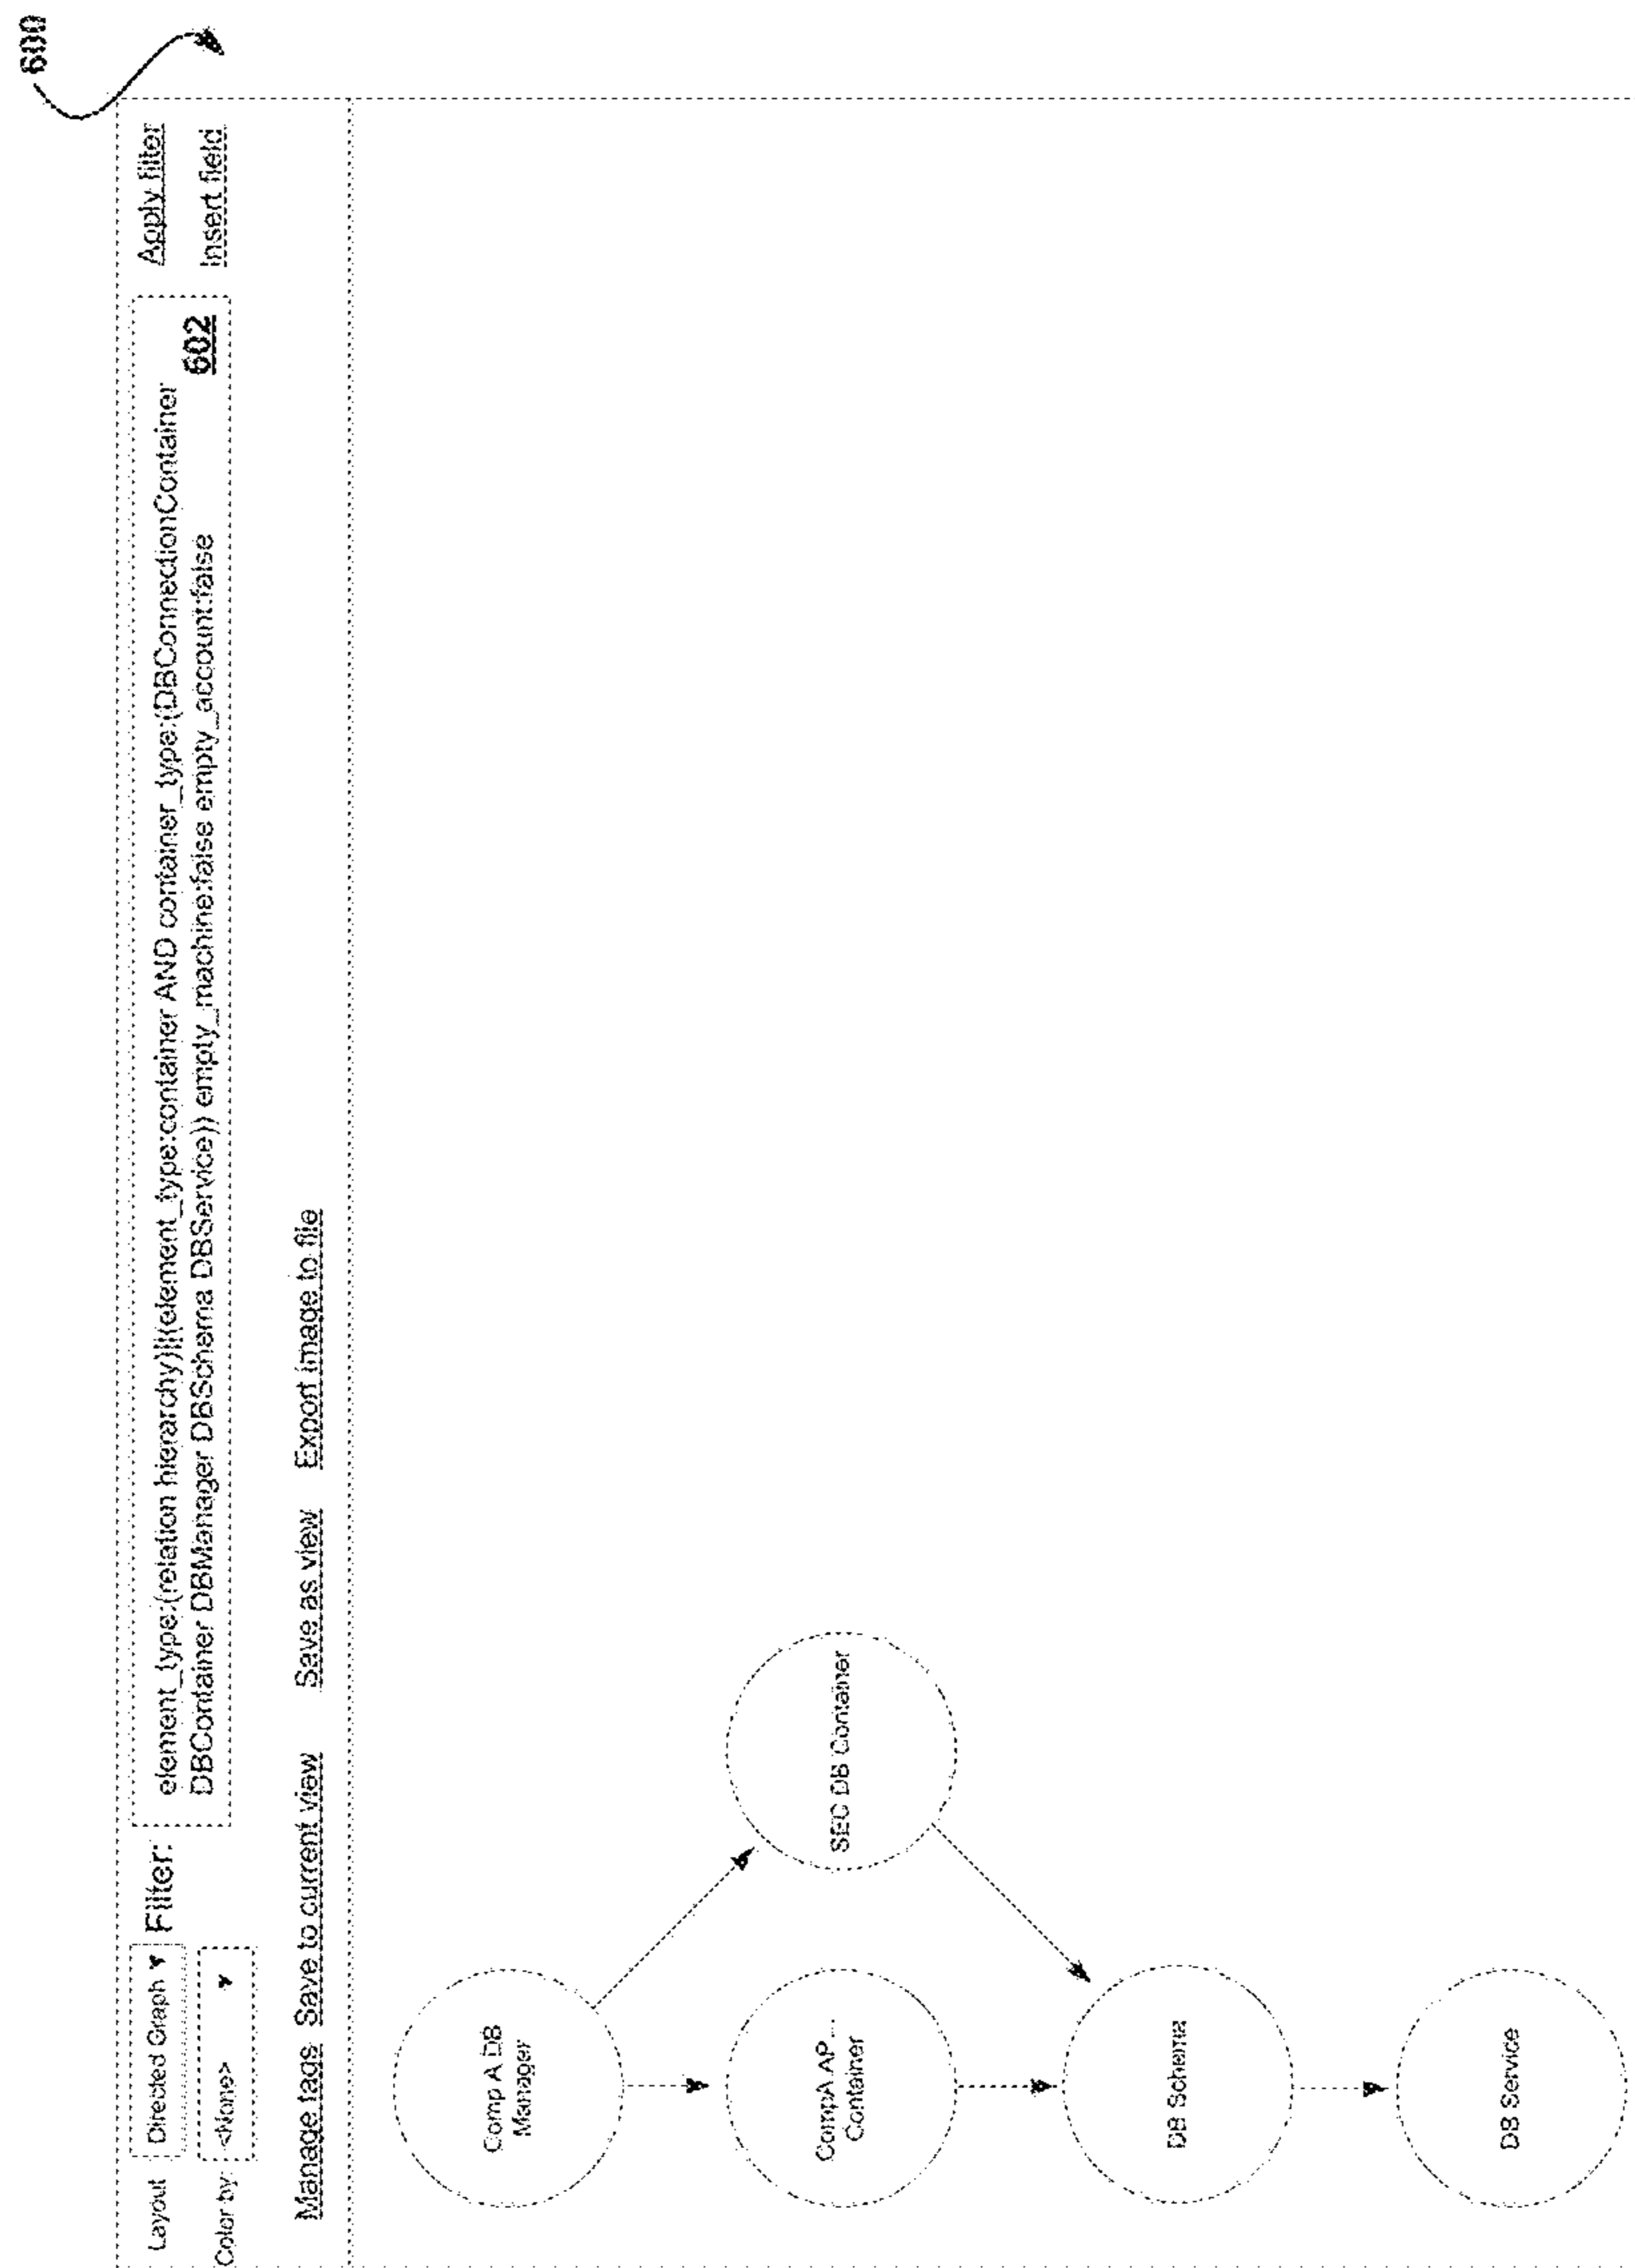 600
Layout Directed Graph ▼ Filter:
element_type:(relation hierarchy)||(element_type:container AND container_type:(DBConnectionContainer
DBContainer DBManager DBSchema DBService)) empty_machine:false empty_account:false
602
Apply filter
Insert field
Color by: <None> ▼
Manage tags Save to current view Save as view Export image to file
Comp A DB
Manager
CompA AP...
Container
SEC DB Container
DB Schema
DB Service